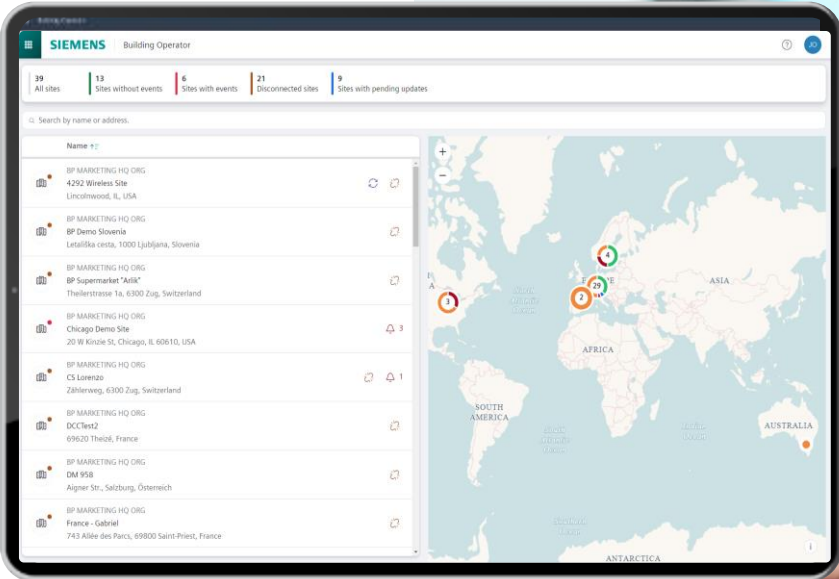 SIEMENS Building Operator
JO
39
All sites
13
Sites without events
6
Sites with events
21
Disconnected sites
9
Sites with pending updates
Search by name or address.
Name
BP MARKETING HQ ORG
4292 Wireless Site
Lincolnwood, IL, USA
BP MARKETING HQ ORG
BP Demo Slovenia
Letališka cesta, 1000 Ljubljana, Slovenia
BP MARKETING HQ ORG
BP Supermarket "Arlik"
Theilerstrasse 1a, 6300 Zug, Switzerland
BP MARKETING HQ ORG
Chicago Demo Site
3
20 W Kinzie St, Chicago, IL 60610, USA
BP MARKETING HQ ORG
CS Lorenzo
1
Zählerweg, 6300 Zug, Switzerland
BP MARKETING HQ ORG
DCCTest2
69620 Theizé, France
BP MARKETING HQ ORG
DM 958
Aigner Str., Salzburg, Österreich
BP MARKETING HQ ORG
France - Gabriel
743 Allée des Parcs, 69800 Saint-Priest, France
+
−
4
29
2
3
ASIA
AFRICA
SOUTH
AMERICA
AUSTRALIA
ANTARCTICA
i